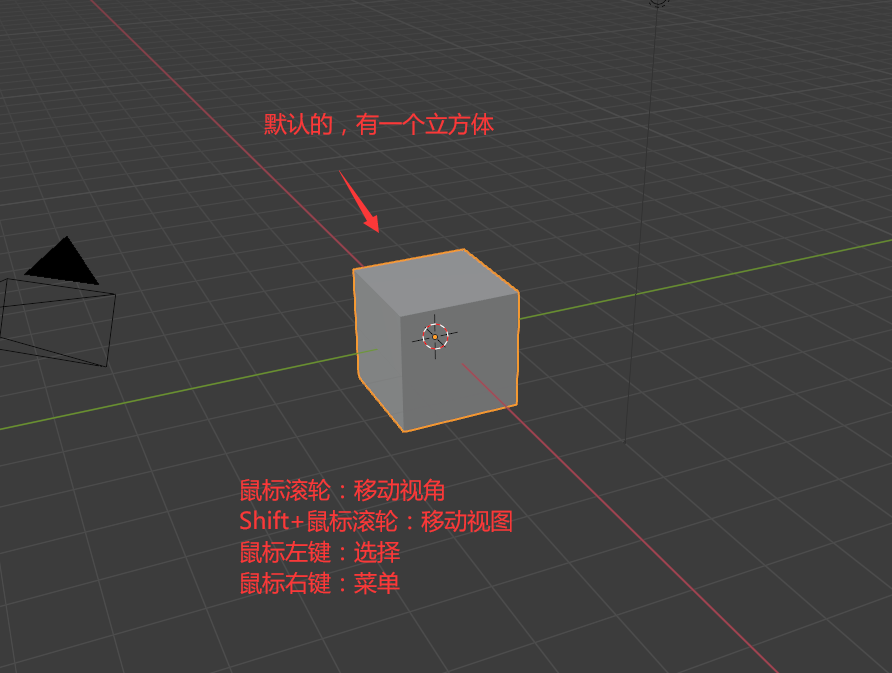 默认的，有一个立方体
鼠标滚轮：移动视角
Shift+鼠标滚轮：移动视图
鼠标左键：选择
鼠标右键：菜单